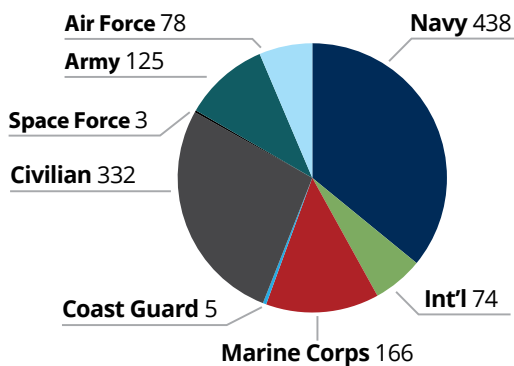 Air Force 78
Navy 438
Army 125
Space Force 3
Civilian 332
Int'l 74
Coast Guard 5
Marine Corps 166